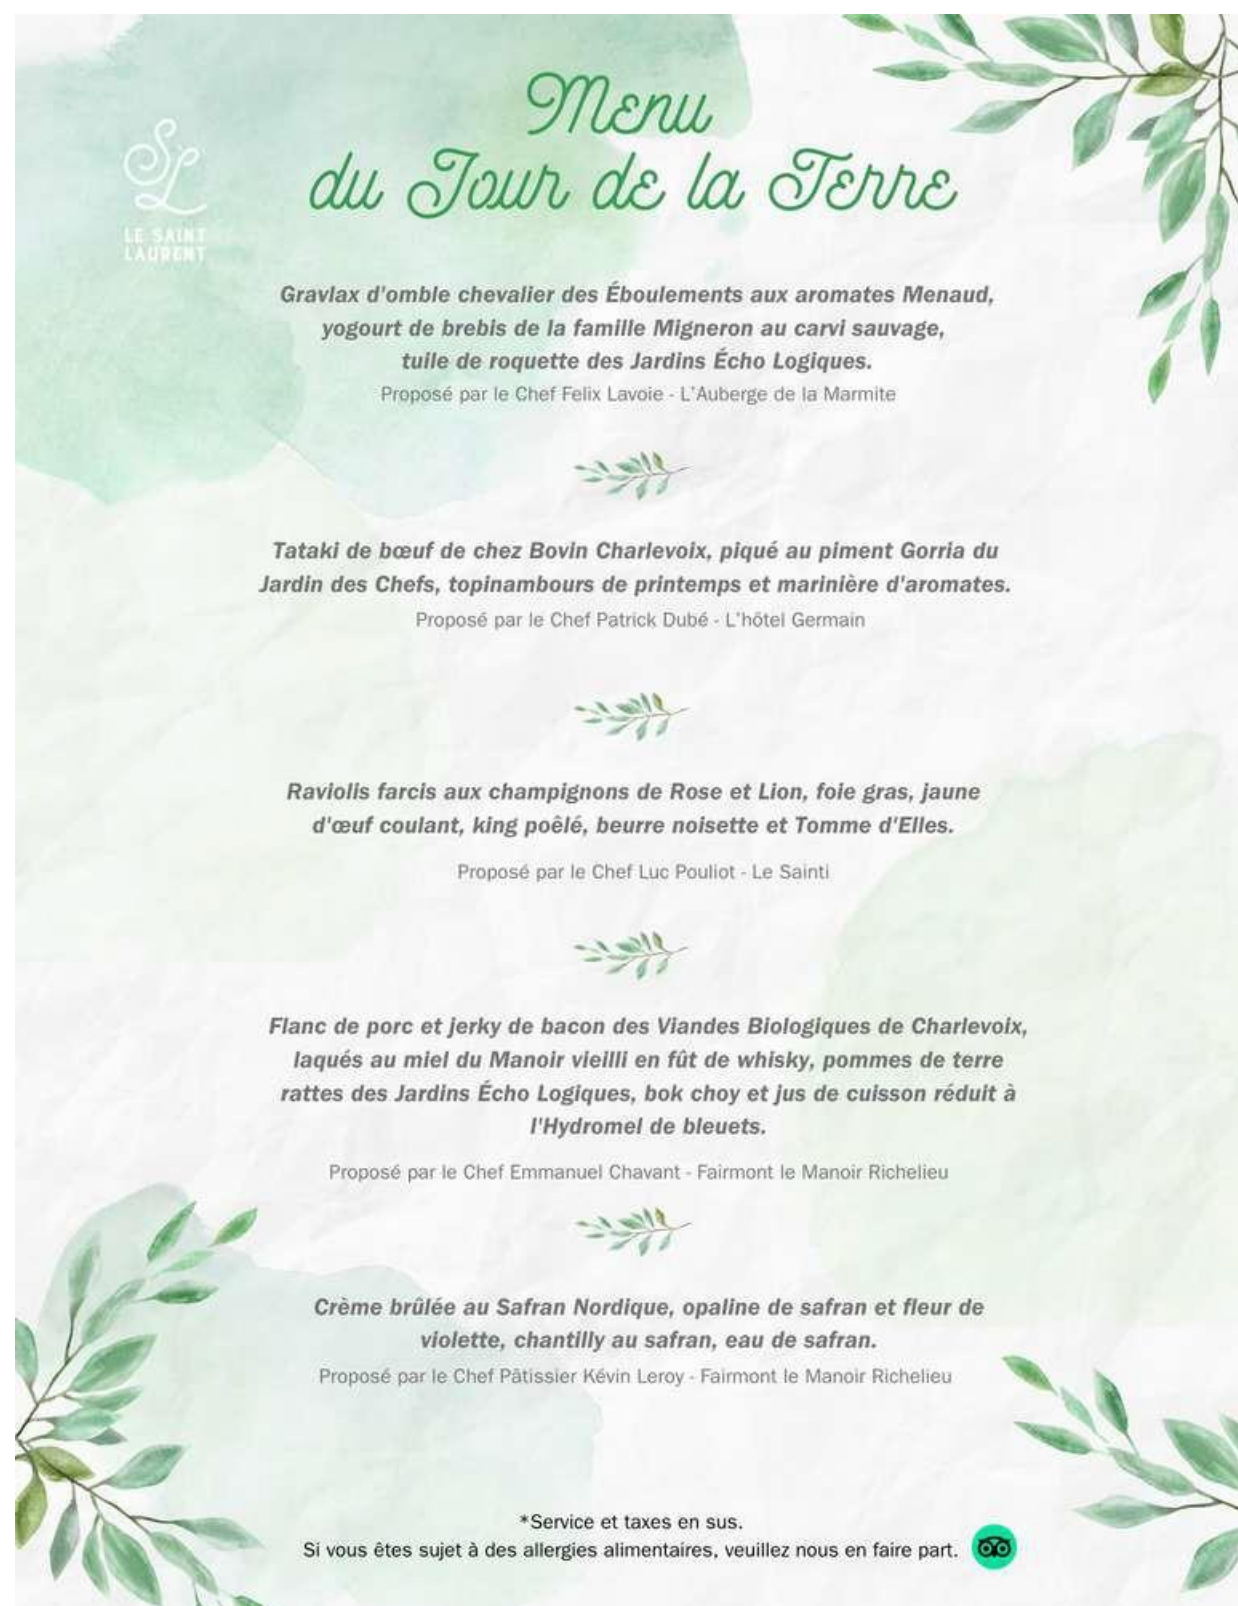 Menu
du Jour de la Terre
LE SAINT
LAURENT
Gravlax d'omble chevalier des Éboulements aux aromates Menaud,
yogourt de brebis de la famille Migneron au carvi sauvage,
tuile de roquette des Jardins Écho Logiques.
Proposé par le Chef Felix Lavoie - L'Auberge de la Marmite
Tataki de bœuf de chez Bovin Charlevoix, piqué au piment Gorria du
Jardin des Chefs, topinambours de printemps et marinière d'aromates.
Proposé par le Chef Patrick Dubé - L'hôtel Germain
Raviolis farcis aux champignons de Rose et Lion, foie gras, jaune
d'œuf coulant, king poêlé, beurre noisette et Tomme d'Elles.
Proposé par le Chef Luc Pouliot - Le Sainti
Flanc de porc et jerky de bacon des Viandes Biologiques de Charlevoix,
laqués au miel du Manoir vieilli en fût de whisky, pommes de terre
rattes des Jardins Écho Logiques, bok choy et jus de cuisson réduit à
l'Hydromel de bleuets.
Proposé par le Chef Emmanuel Chavant - Fairmont le Manoir Richelieu
Crème brûlée au Safran Nordique, opaline de safran et fleur de
violette, chantilly au safran, eau de safran.
Proposé par le Chef Pâtissier Kévin Leroy - Fairmont le Manoir Richelieu
*Service et taxes en sus.
Si vous êtes sujet à des allergies alimentaires, veuillez nous en faire part.